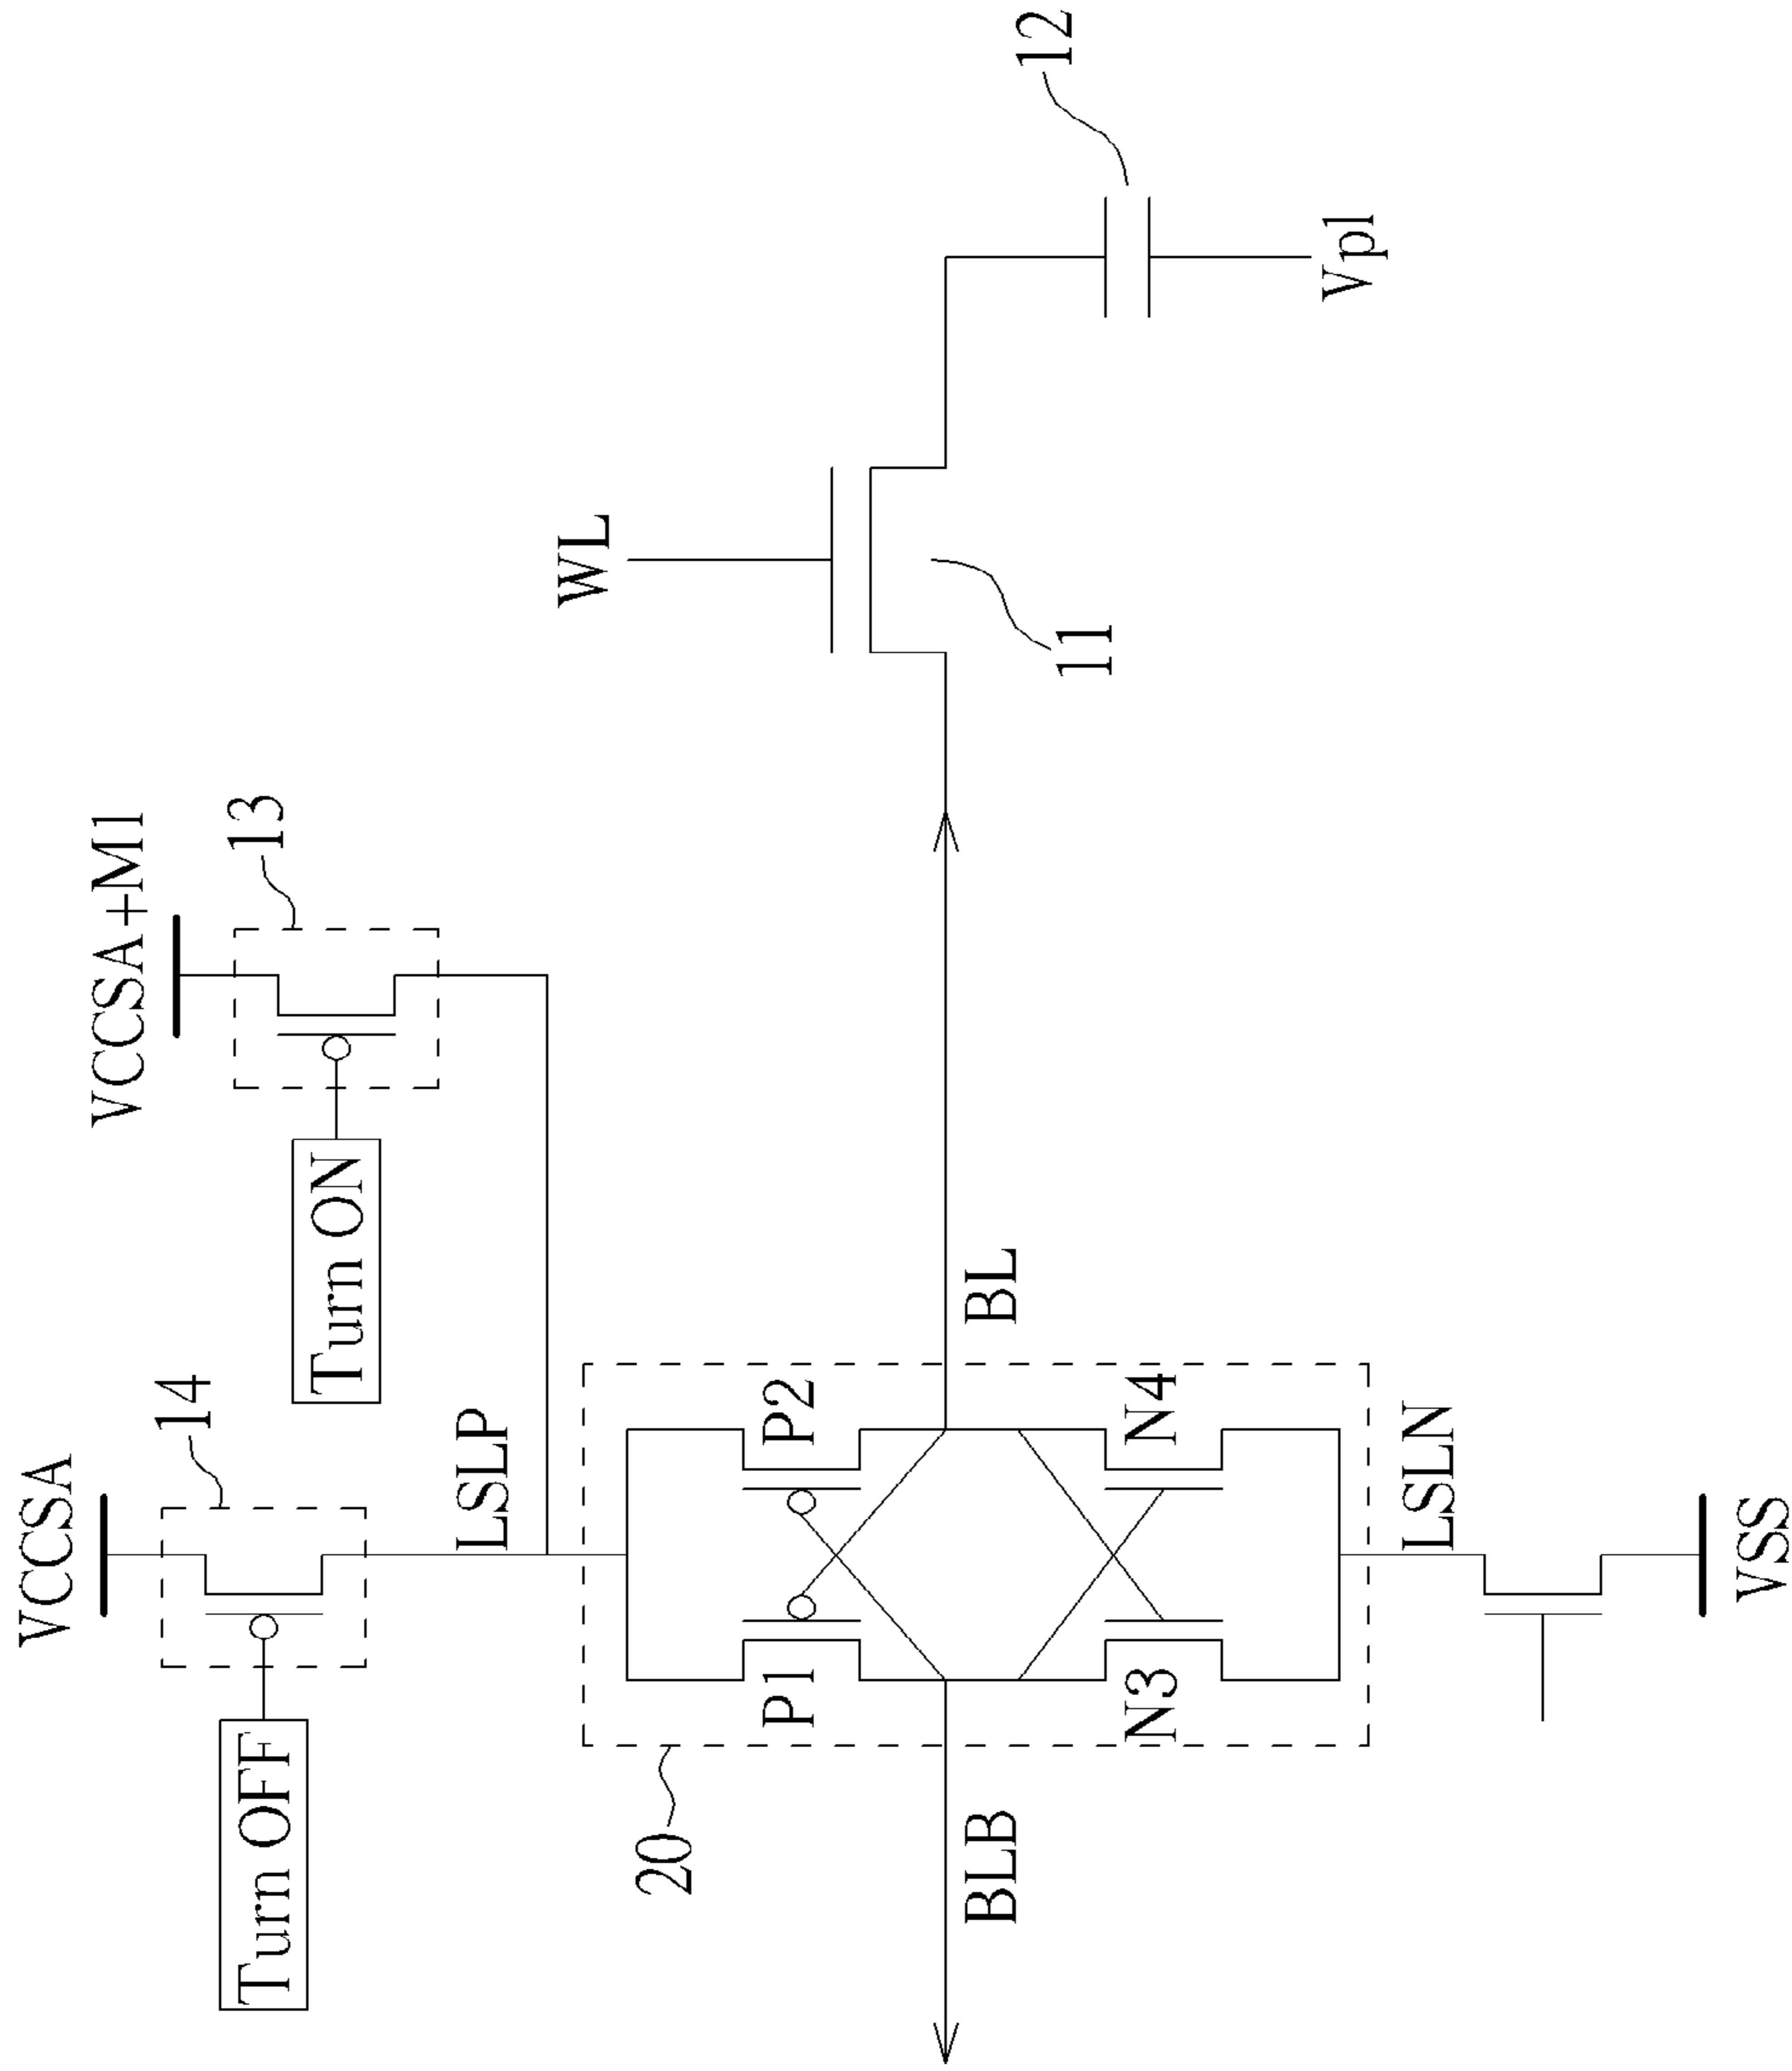 VCCSA
14
Turn OFF
VCCSA+M1
13
Turn ON
LSLP
20
P1
P2
N3
N4
BLB
BL
LSLN
VSS
WL
11
12
Vpl